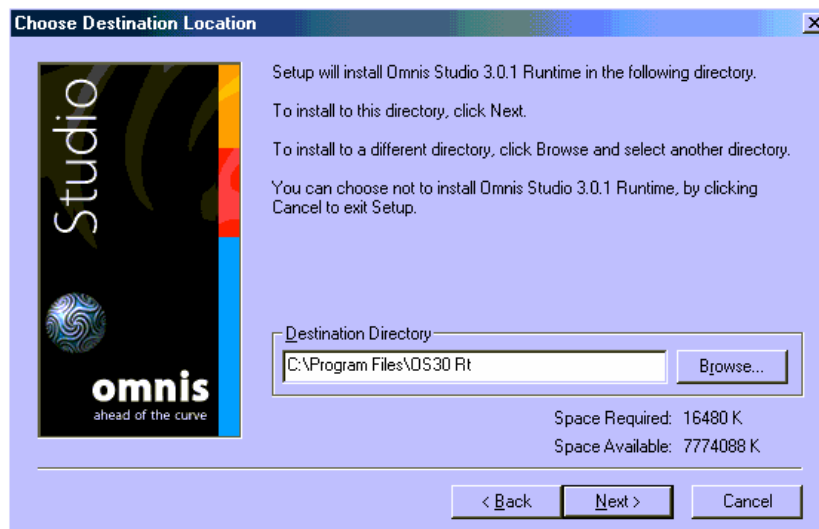 Choose Destination Location
Studio
omnis
ahead of the curve
Setup will install Omnis Studio 3.0.1 Runtime in the following directory.
To install to this directory, click Next.
To install to a different directory, click Browse and select another directory.
You can choose not to install Omnis Studio 3.0.1 Runtime, by clicking
Cancel to exit Setup.
Destination Directory
C:\Program Files\OS30 Rt
Browse...
Space Required: 16480 K
Space Available: 7774088 K
< Back
Next >
Cancel